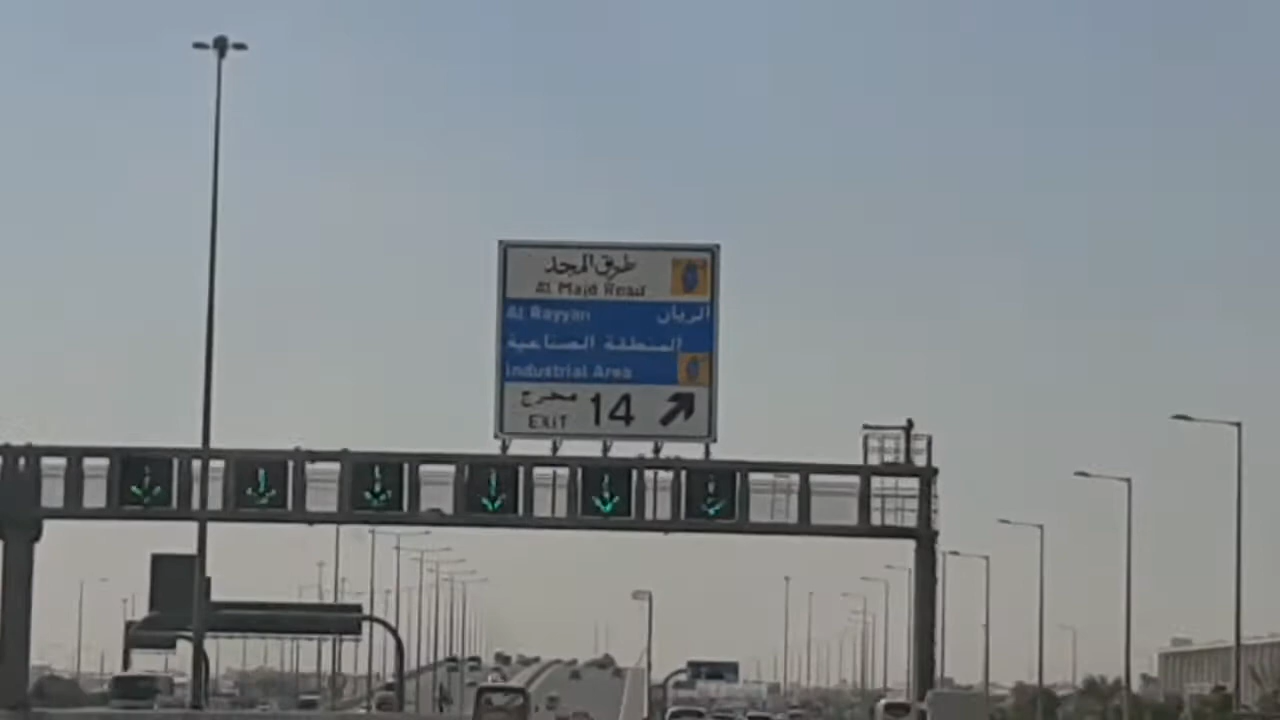 طريق المجد
Al Majd Road
Al Rayyan الريان
المنطقة الصناعية
Industrial Area
مخرج 14
EXIT